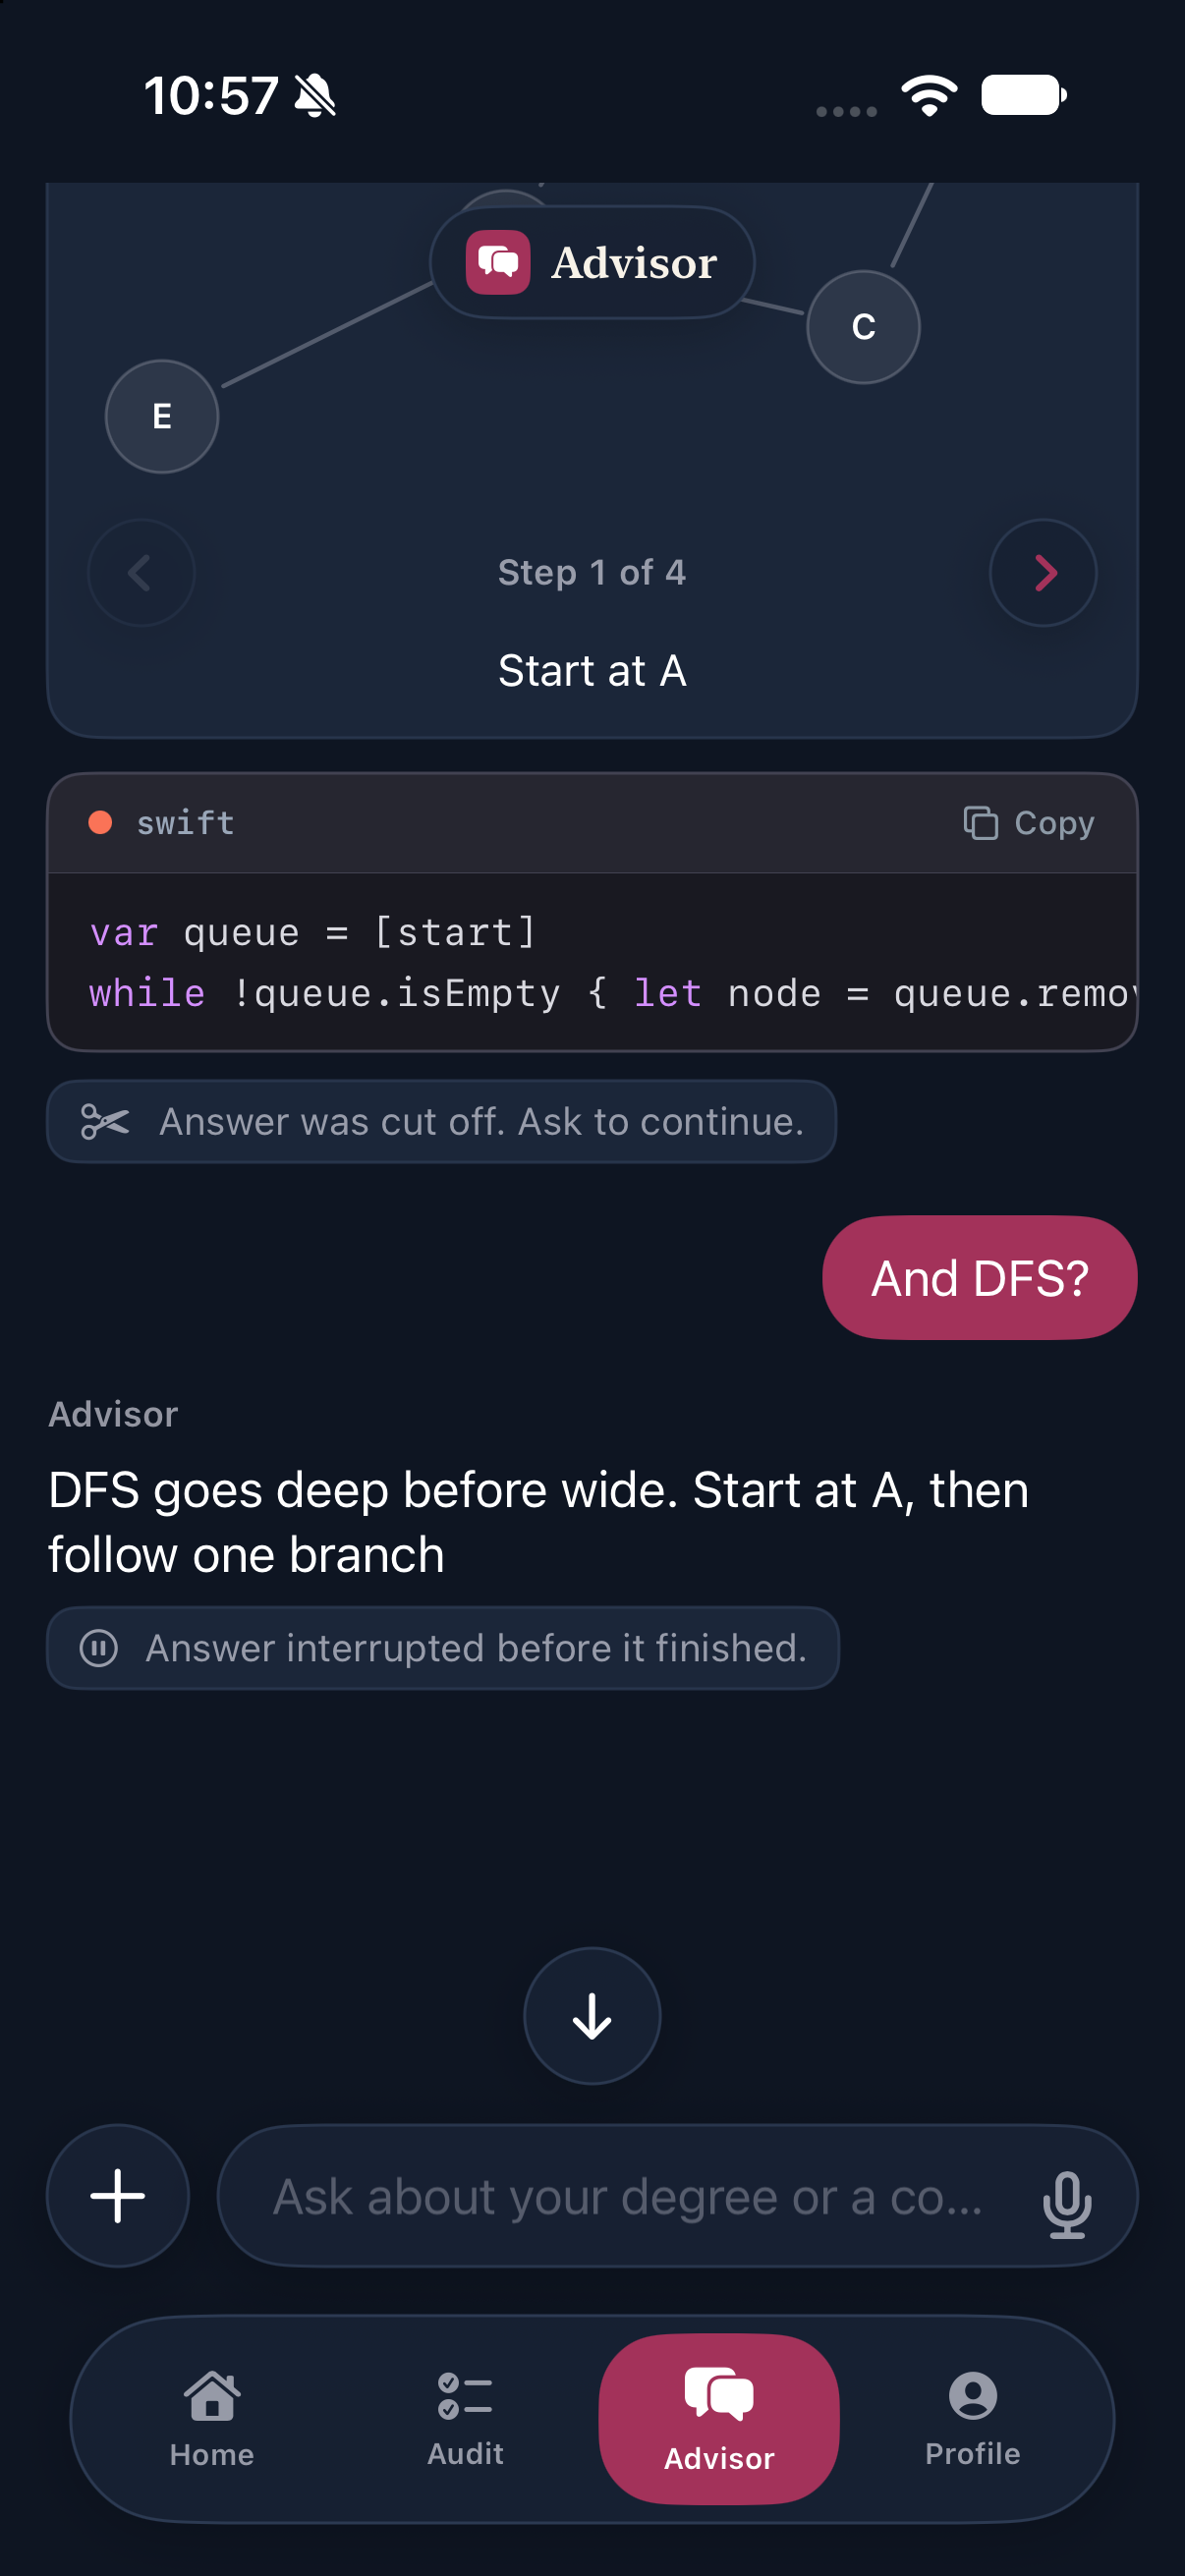 10:57
Advisor
C
E
Step 1 of 4
Start at A
swift
Copy
var queue = [start]
while !queue.isEmpty { let node = queue.remov
Answer was cut off. Ask to continue.
And DFS?
Advisor
DFS goes deep before wide. Start at A, then
follow one branch
Answer interrupted before it finished.
Ask about your degree or a co...
Home
Audit
Advisor
Profile